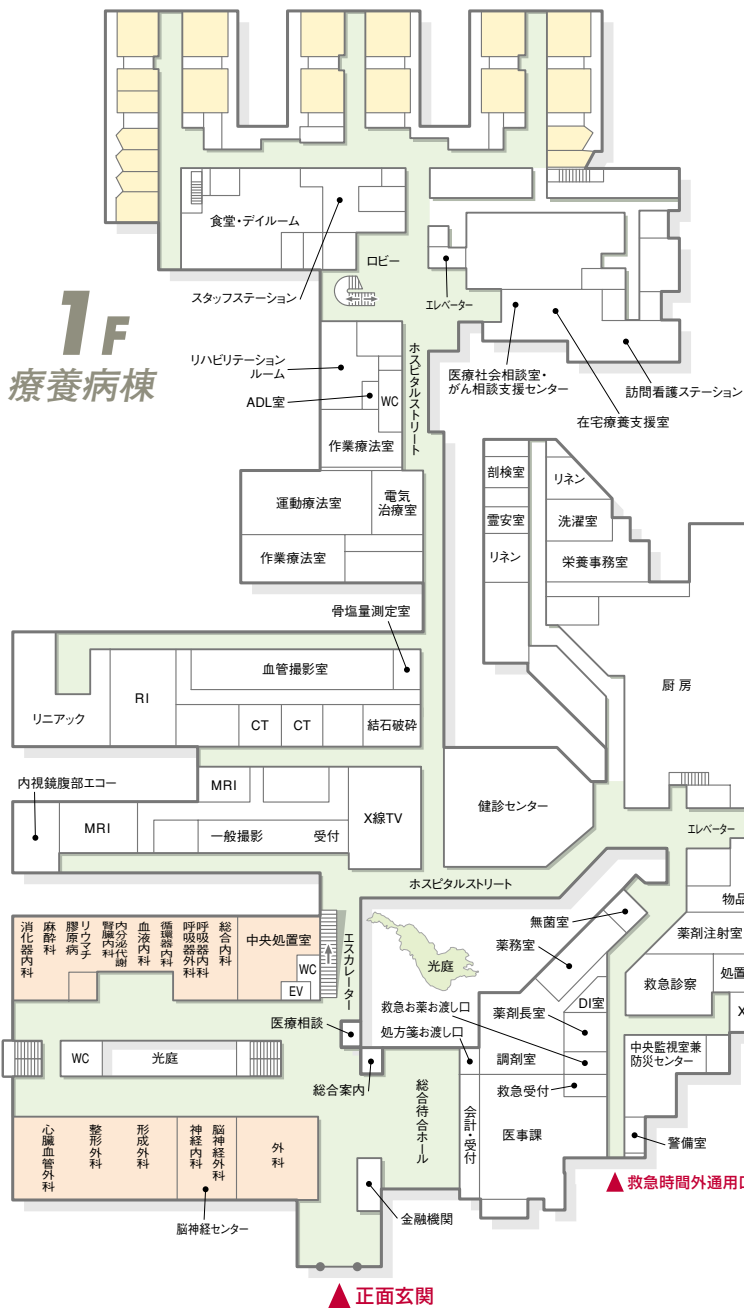 食堂・デイルーム
ロビー
スタッフステーション
エレベーター
1F
療養病棟
リハビリテーション
ルーム
ADL室
WC
作業療法室
ホスピタルストリート
医療社会相談室・
がん相談支援センター
訪問看護ステーション
在宅療養支援室
運動療法室
電気
治療室
作業療法室
剖検室
リネン
霊安室
洗濯室
リネン
栄養事務室
骨塩量測定室
血管撮影室
リニアック
RI
CT
CT
結石破砕
厨房
内視鏡腹部エコー
MRI
MRI
一般撮影
受付
X線TV
健診センター
エレベーター
ホスピタルストリート
消化器内科
麻酔科
リウマチ
膠原病
内分泌代謝
腎臓内科
血液内科
循環器内科
呼吸器内科
呼吸器外科
総合内科
中央処置室
WC
EV
エスカレーター
光庭
無菌室
薬務室
物品
薬剤注射室
救急診察
処置
X
DI室
薬剤長室
救急お薬お渡し口
処方箋お渡し口
調剤室
救急受付
医療相談
総合案内
WC
光庭
中央監視室兼
防災センター
警備室
総合待合ホール
会計・受付
医事課
心臓血管外科
整形外科
形成外科
脳神経外科
神経内科
外科
脳神経センター
金融機関
救急時間外通用口
正面玄関